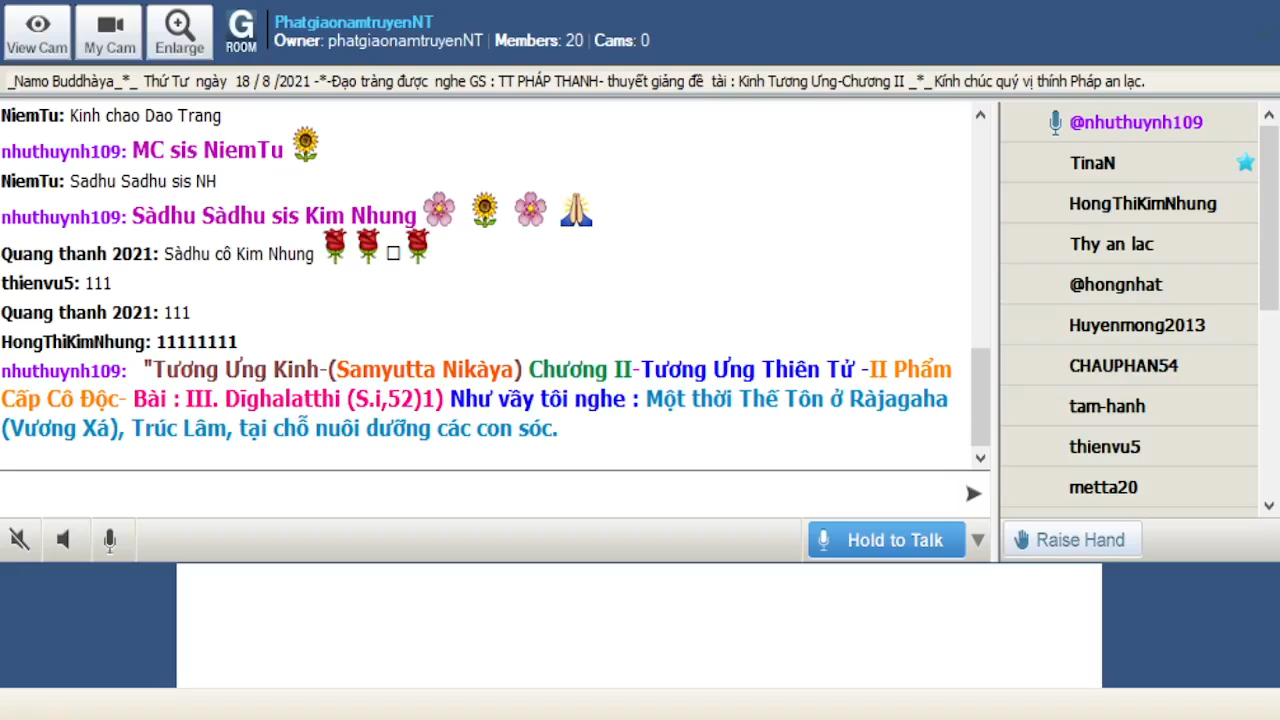 View Cam
My Cam
Enlarge
G
ROOM
PhatgiaonamtruyenNT
Owner: phatgiaonamtruyenNT | Members: 20 | Cams: 0
_Namo Buddhàya_*_ Thứ Tư ngày 18 / 8 /2021 -*-Đạo tràng được nghe GS : TT PHÁP THANH- thuyết giảng đề tài : Kinh Tương Ưng-Chương II _*_ Kính chúc quý vị thính Pháp an lạc.
NiemTu: Kinh chao Dao Trang
nhuthuynh109: MC sis NiemTu
NiemTu: Sadhu Sadhu sis NH
nhuthuynh109: Sàdhu Sàdhu sis Kim Nhung
Quang thanh 2021: Sàdhu cô Kim Nhung
thienvu5: 111
Quang thanh 2021: 111
HongThiKimNhung: 11111111
nhuthuynh109: "Tương Ưng Kinh-(Samyutta Nikàya) Chương II-Tương Ưng Thiên Tử -II Phẩm
Cấp Cô Độc- Bài : III. Dìghalatthi (S.i,52)1) Như vầy tôi nghe : Một thời Thế Tôn ở Ràjagaha
(Vương Xá), Trúc Lâm, tại chỗ nuôi dưỡng các con sóc.
@nhuthuynh109
TinaN
HongThiKimNhung
Thy an lac
@hongnhat
Huyenmong2013
CHAUPHAN54
tam-hanh
thienvu5
metta20
Hold to Talk
Raise Hand